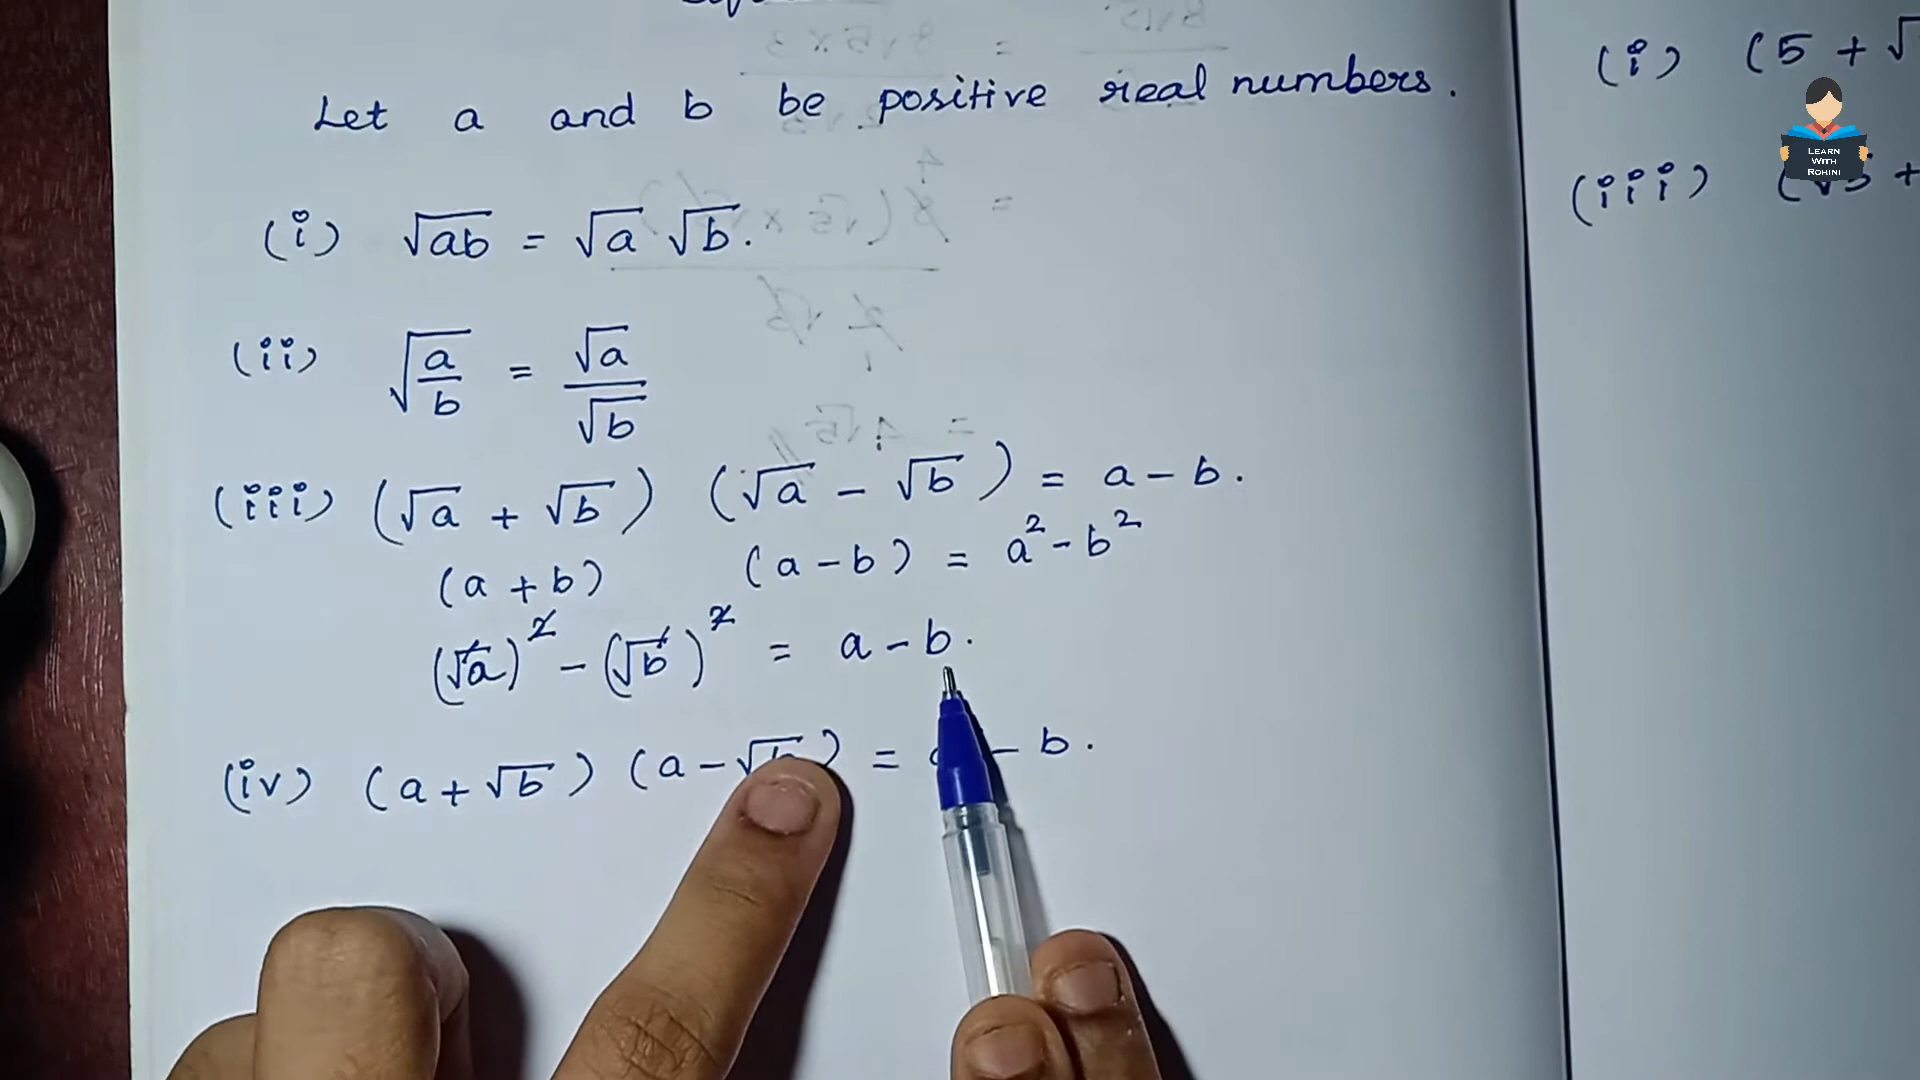 Let a and b be positive real numbers.
(i) √ab = √a √b.
(ii) √(a/b) = √a/√b
(iii) (√a + √b) (√a - √b) = a - b.
(a + b) (a - b) = a² - b²
(√a)² - (√b)² = a - b.
(iv) (a + √b) (a - √b) = - b.
(i) (5 + √
(iii) (√ +
LEARN
WITH
ROHINI